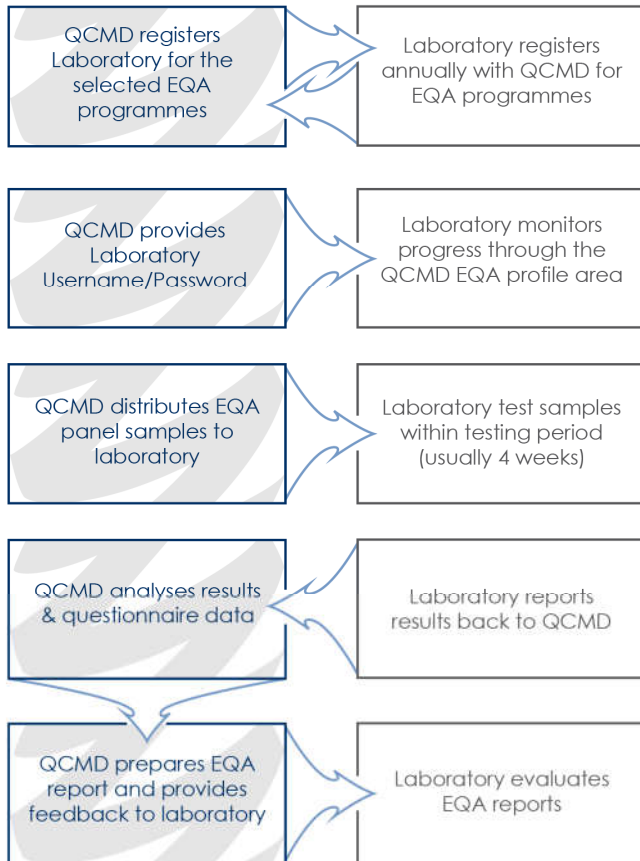 QCMD registers
Laboratory for the
selected EQA
programmes
Laboratory registers
annually with QCMD for
EQA programmes
QCMD provides
Laboratory
Username/Password
Laboratory monitors
progress through the
QCMD EQA profile area
QCMD distributes EQA
panel samples to
laboratory
Laboratory test samples
within testing period
(usually 4 weeks)
QCMD analyses results
& questionnaire data
Laboratory reports
results back to QCMD
QCMD prepares EQA
report and provides
feedback to laboratory
Laboratory evaluates
EQA reports